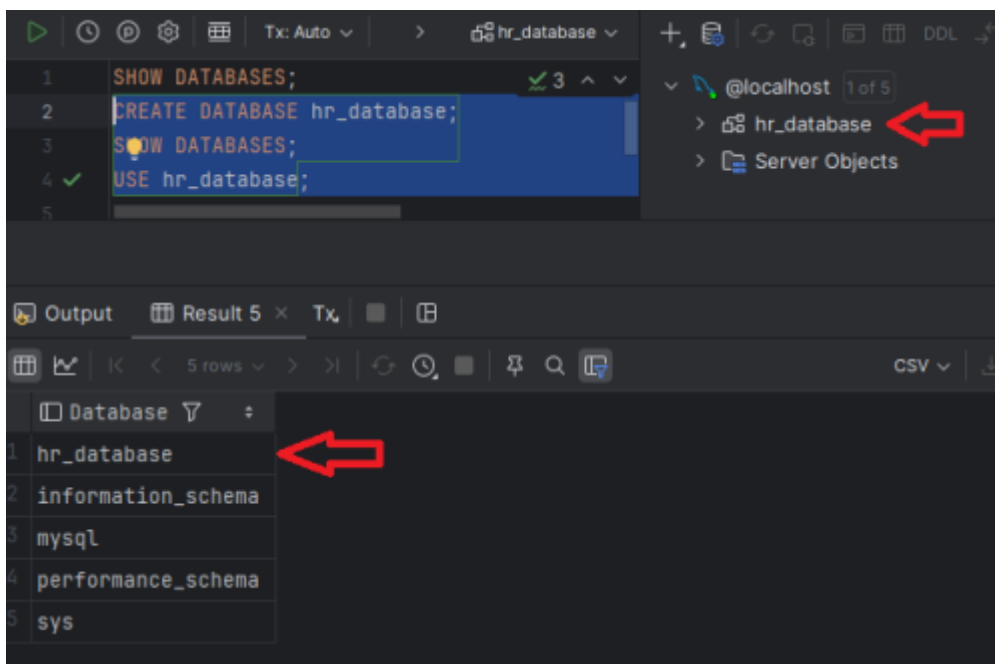 Tx: Auto hr_database DDL
1 SHOW DATABASES; 3
2 CREATE DATABASE hr_database;
3 SHOW DATABASES;
4 USE hr_database;
5
@localhost 1 of 5
hr_database
Server Objects
Output Result 5 Tx
5 rows CSV
Database
1 hr_database
2 information_schema
3 mysql
4 performance_schema
5 sys